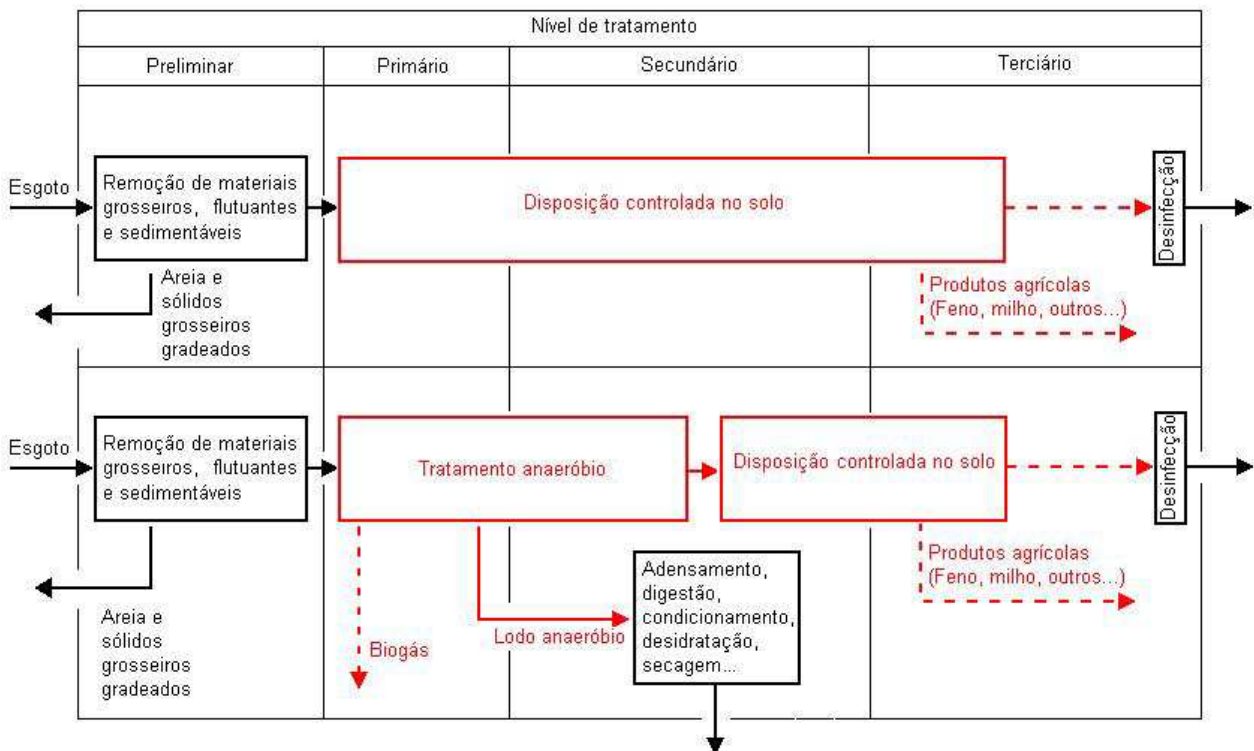 Nível de tratamento
Preliminar
Primário
Secundário
Terciário
Esgoto
Remoção de materiais
grosseiros, flutuantes
e sedimentáveis
Disposição controlada no solo
Desinfecção
Areia e
sólidos
grosseiros
gradeados
Produtos agrícolas
(Feno, milho, outros...)
Esgoto
Remoção de materiais
grosseiros, flutuantes
e sedimentáveis
Tratamento anaeróbio
Disposição controlada no solo
Desinfecção
Areia e
sólidos
grosseiros
gradeados
Biogás
Lodo anaeróbio
Adensamento,
digestão,
condicionamento,
desidratação,
secagem...
Produtos agrícolas
(Feno, milho, outros...)